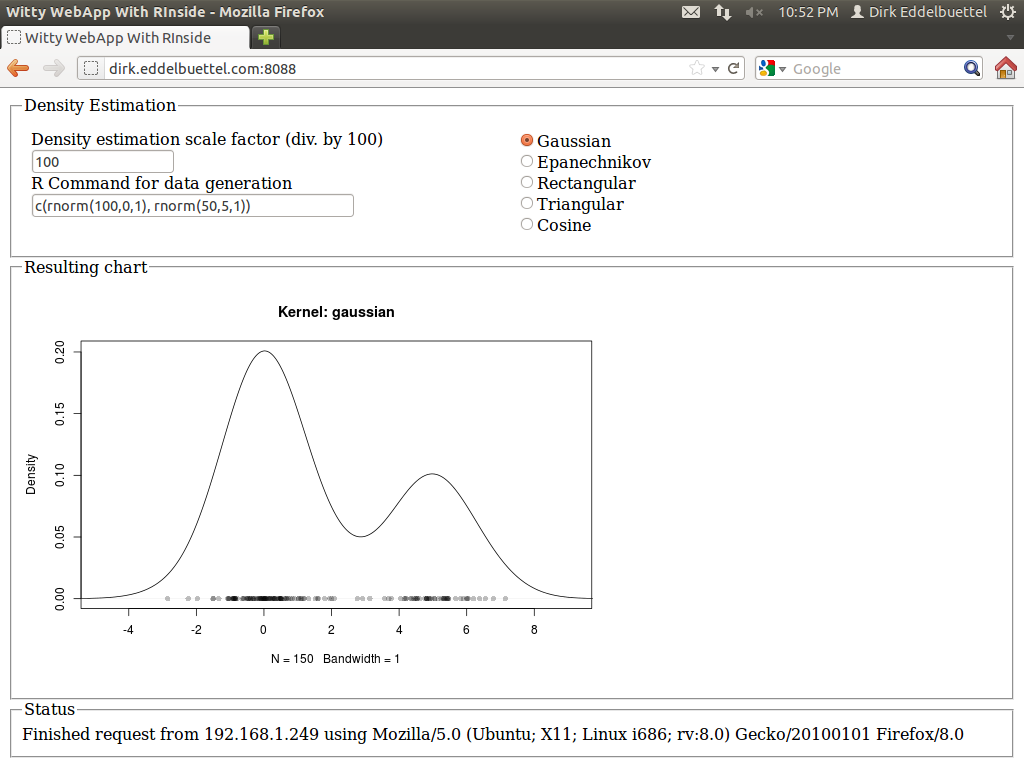 Witty WebApp With RInside - Mozilla Firefox
10:52 PM Dirk Eddelbuettel
Witty WebApp With RInside
dirk.eddelbuettel.com:8088
Google
Density Estimation
Density estimation scale factor (div. by 100)
100
R Command for data generation
c(rnorm(100,0,1), rnorm(50,5,1))
Gaussian
Epanechnikov
Rectangular
Triangular
Cosine
Resulting chart
Kernel: gaussian
Density
0.20
0.15
0.10
0.05
0.00
-4 -2 0 2 4 6 8
N = 150 Bandwidth = 1
Status
Finished request from 192.168.1.249 using Mozilla/5.0 (Ubuntu; X11; Linux i686; rv:8.0) Gecko/20100101 Firefox/8.0